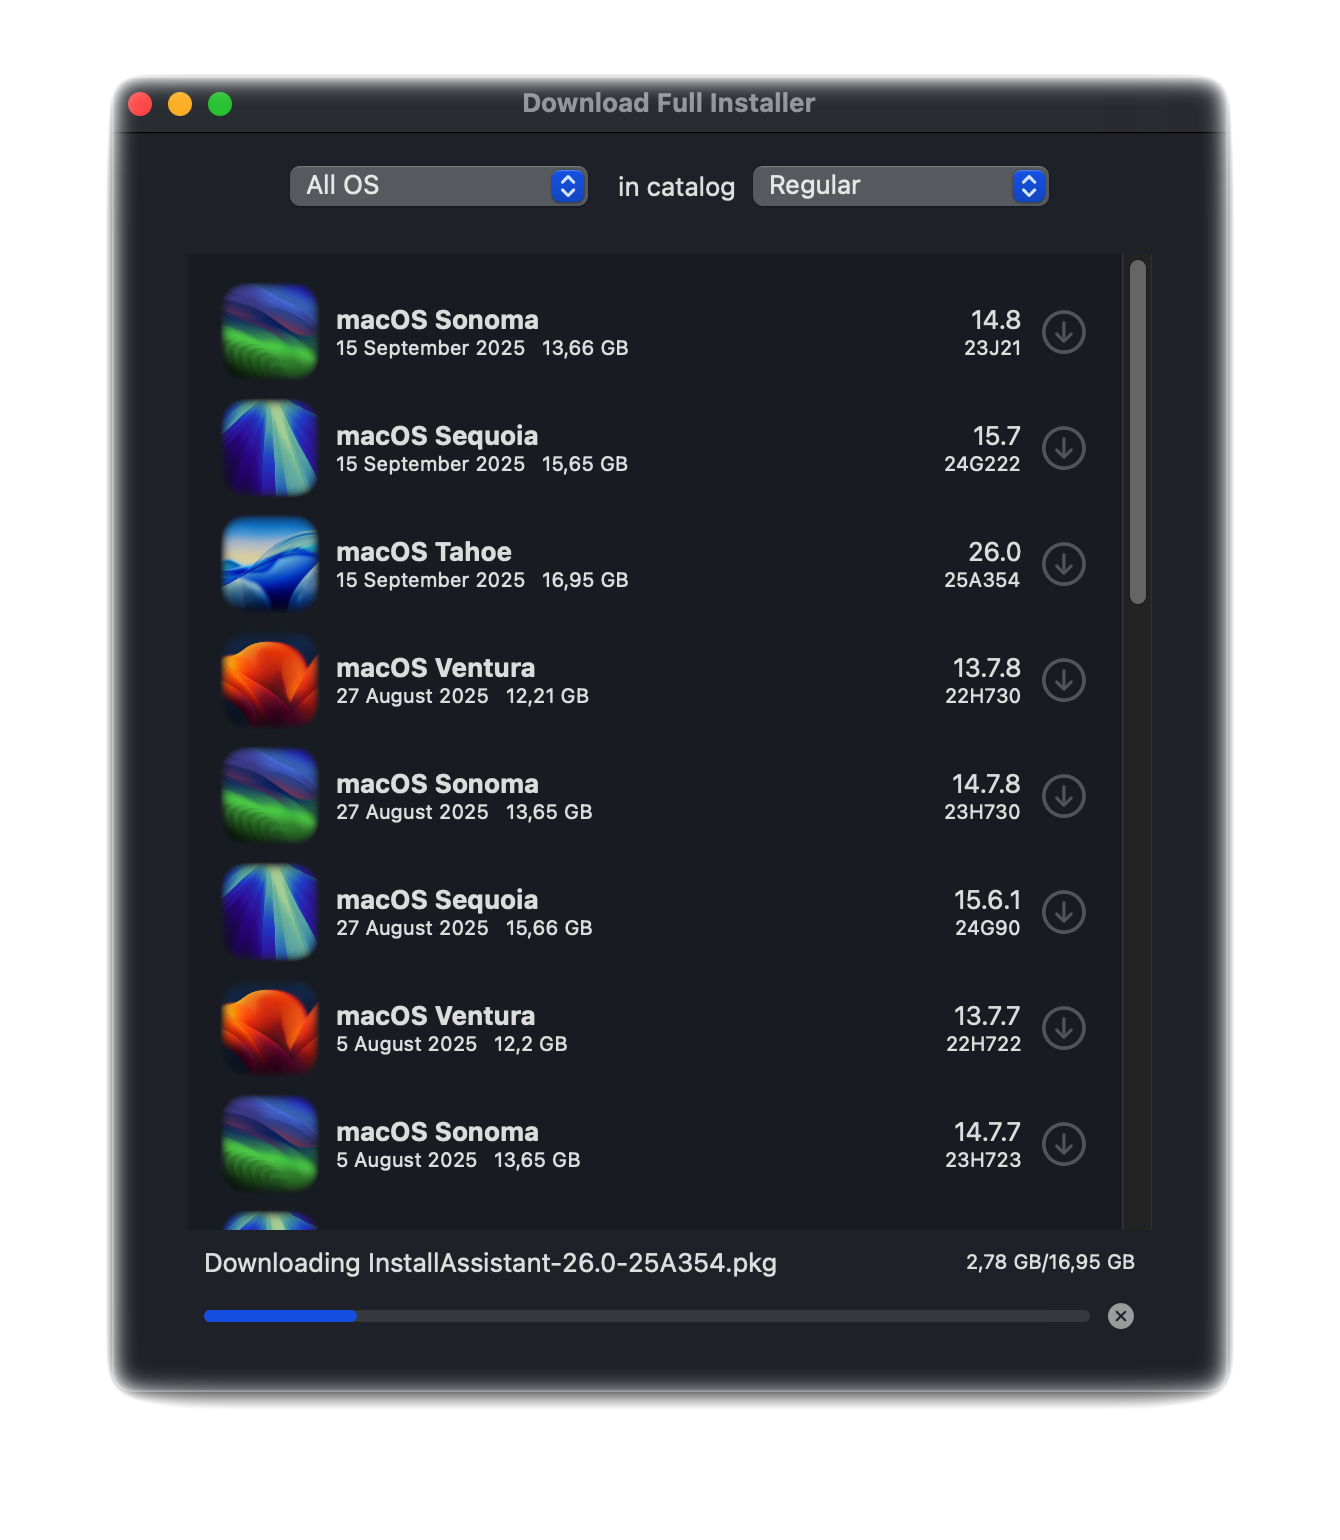 Download Full Installer
All OS in catalog Regular
macOS Sonoma 14.8
15 September 2025 13,66 GB 23J21
macOS Sequoia 15.7
15 September 2025 15,65 GB 24G222
macOS Tahoe 26.0
15 September 2025 16,95 GB 25A354
macOS Ventura 13.7.8
27 August 2025 12,21 GB 22H730
macOS Sonoma 14.7.8
27 August 2025 13,65 GB 23H730
macOS Sequoia 15.6.1
27 August 2025 15,66 GB 24G90
macOS Ventura 13.7.7
5 August 2025 12,2 GB 22H722
macOS Sonoma 14.7.7
5 August 2025 13,65 GB 23H723
Downloading InstallAssistant-26.0-25A354.pkg 2,78 GB/16,95 GB